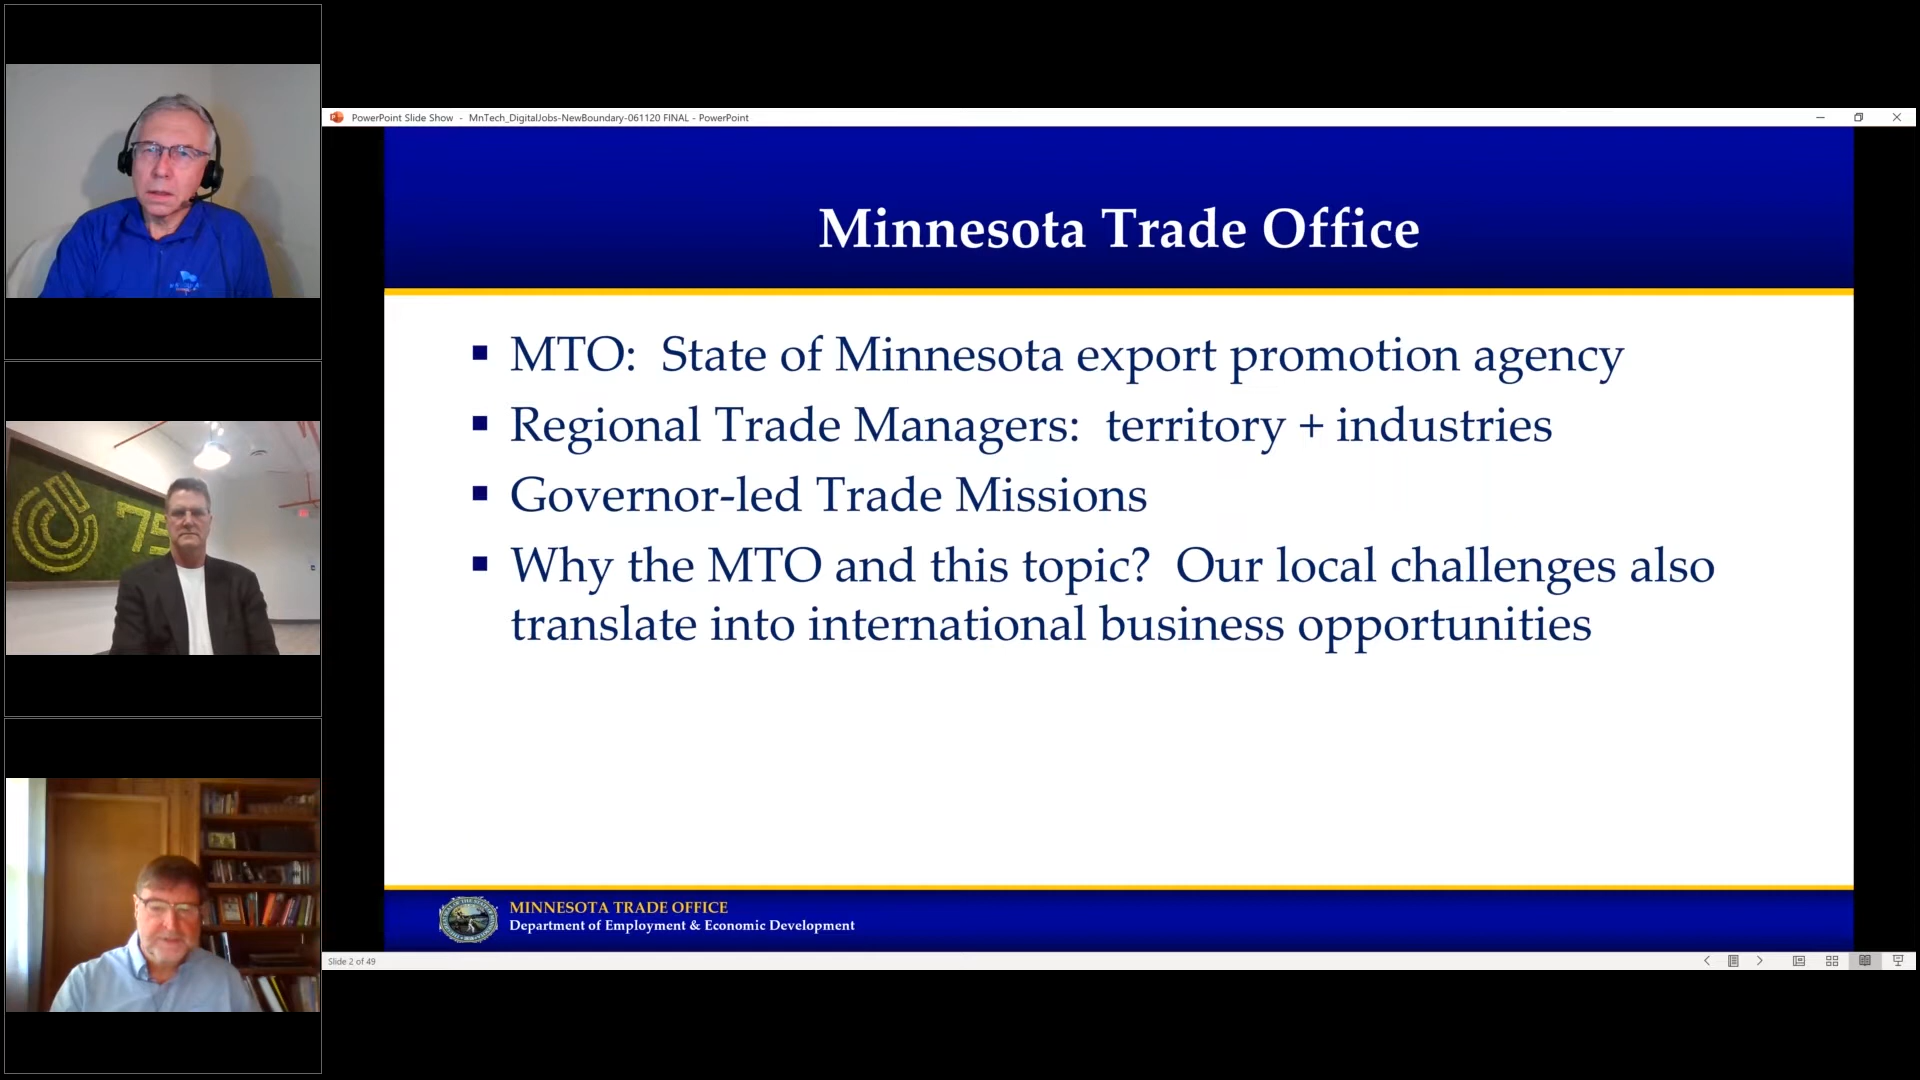 PowerPoint Slide Show - MnTech_DigitalJobs-NewBoundary-061120 FINAL - PowerPoint
Minnesota Trade Office
▪ MTO: State of Minnesota export promotion agency
▪ Regional Trade Managers: territory + industries
▪ Governor-led Trade Missions
▪ Why the MTO and this topic? Our local challenges also
translate into international business opportunities
MINNESOTA TRADE OFFICE
Department of Employment & Economic Development
Slide 2 of 49
75